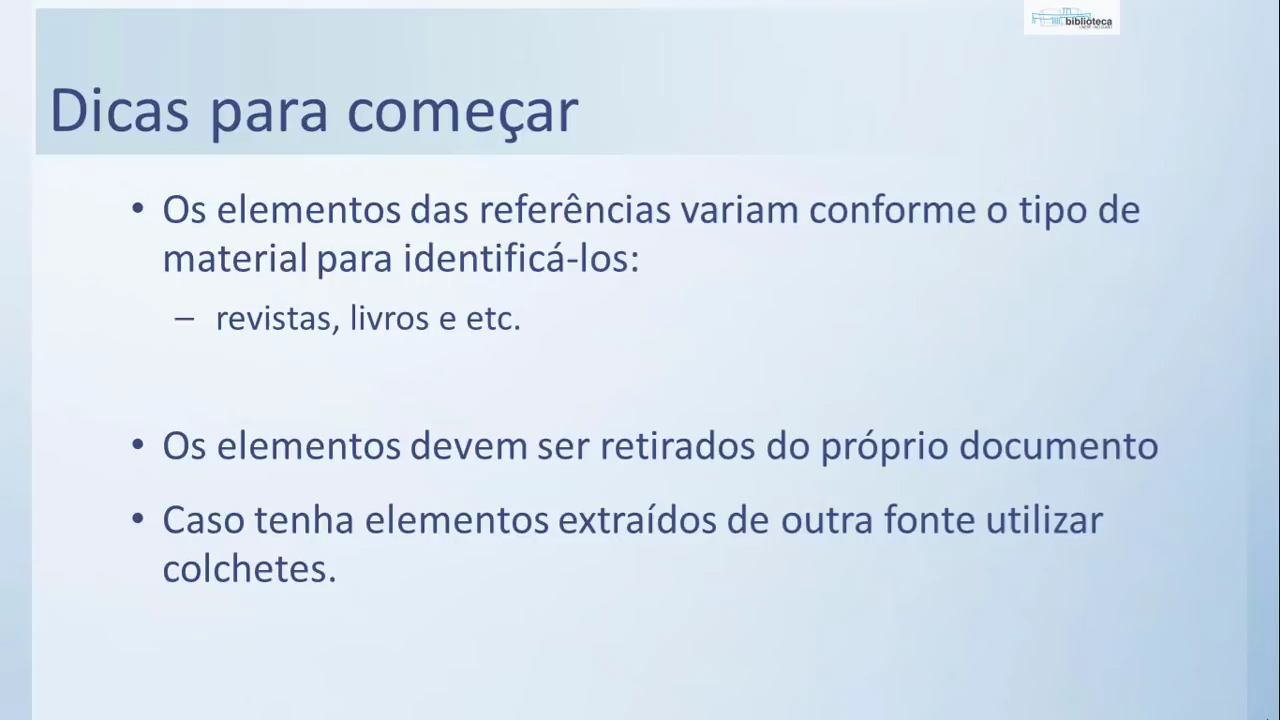 biblioteca
Dicas para começar
• Os elementos das referências variam conforme o tipo de
material para identificá-los:
– revistas, livros e etc.
• Os elementos devem ser retirados do próprio documento
• Caso tenha elementos extraídos de outra fonte utilizar
colchetes.